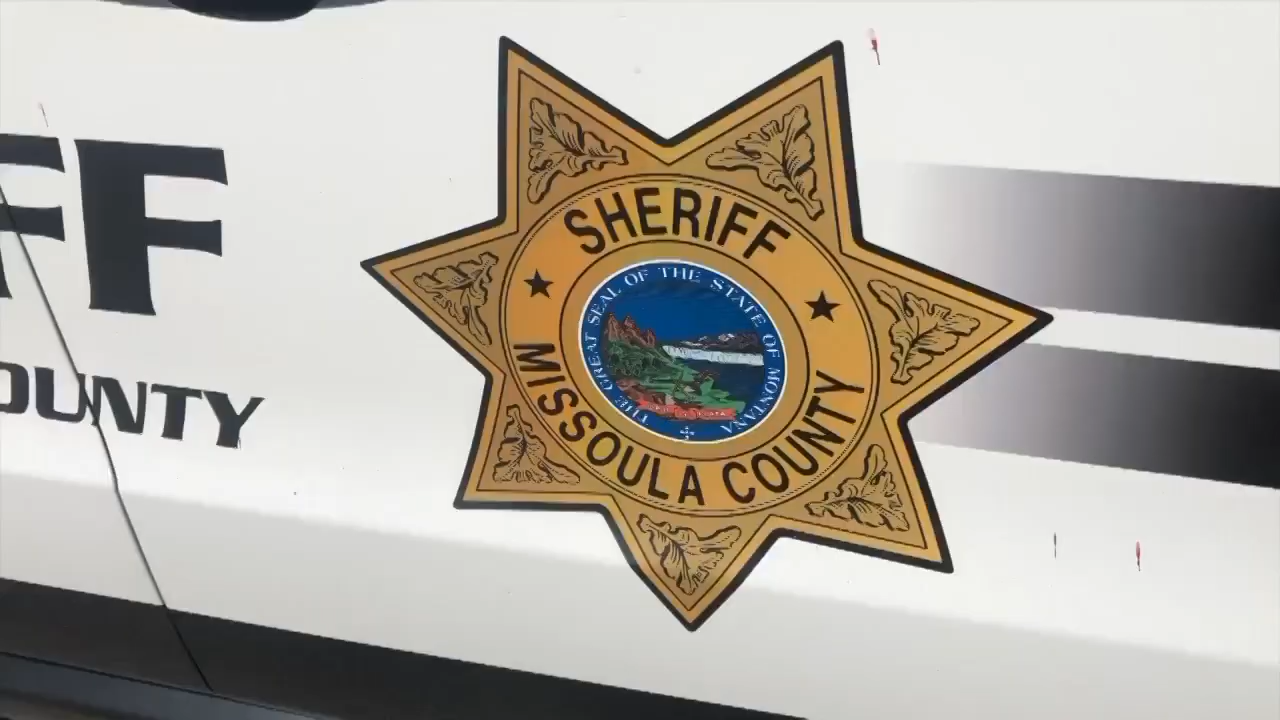 FF
OUNTY
SHERIFF
THE GREAT SEAL OF THE STATE OF MONTANA
MISSOULA COUNTY